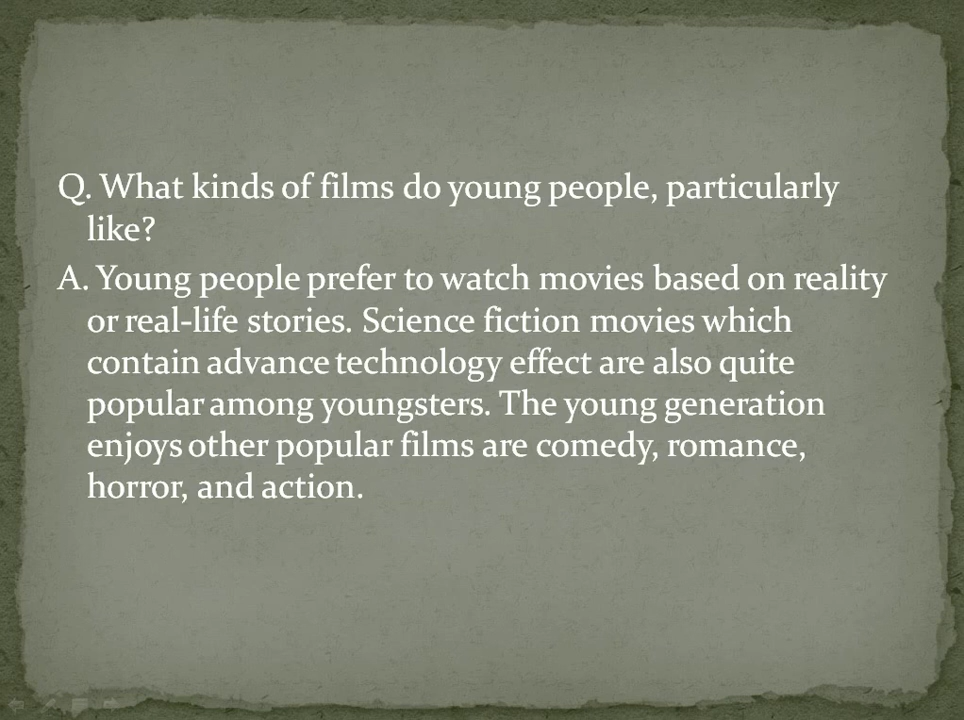 Q. What kinds of films do young people, particularly
like?
A. Young people prefer to watch movies based on reality
or real-life stories. Science fiction movies which
contain advance technology effect are also quite
popular among youngsters. The young generation
enjoys other popular films are comedy, romance,
horror, and action.